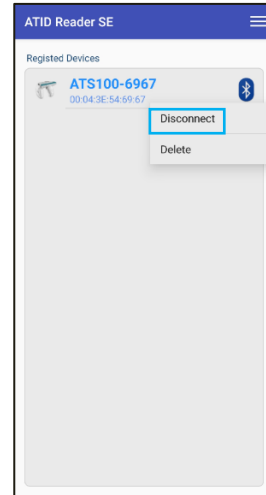 ATID Reader SE
Registed Devices
ATS100-6967
00:04:3E:54:69:67
Disconnect
Delete